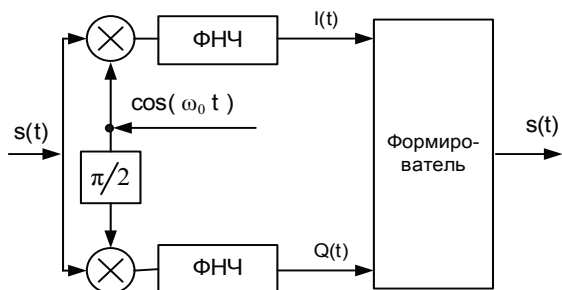 ФНЧ
I(t)
cos( ω₀ t )
s(t)
π/2
Формиро-
ватель
s(t)
ФНЧ
Q(t)